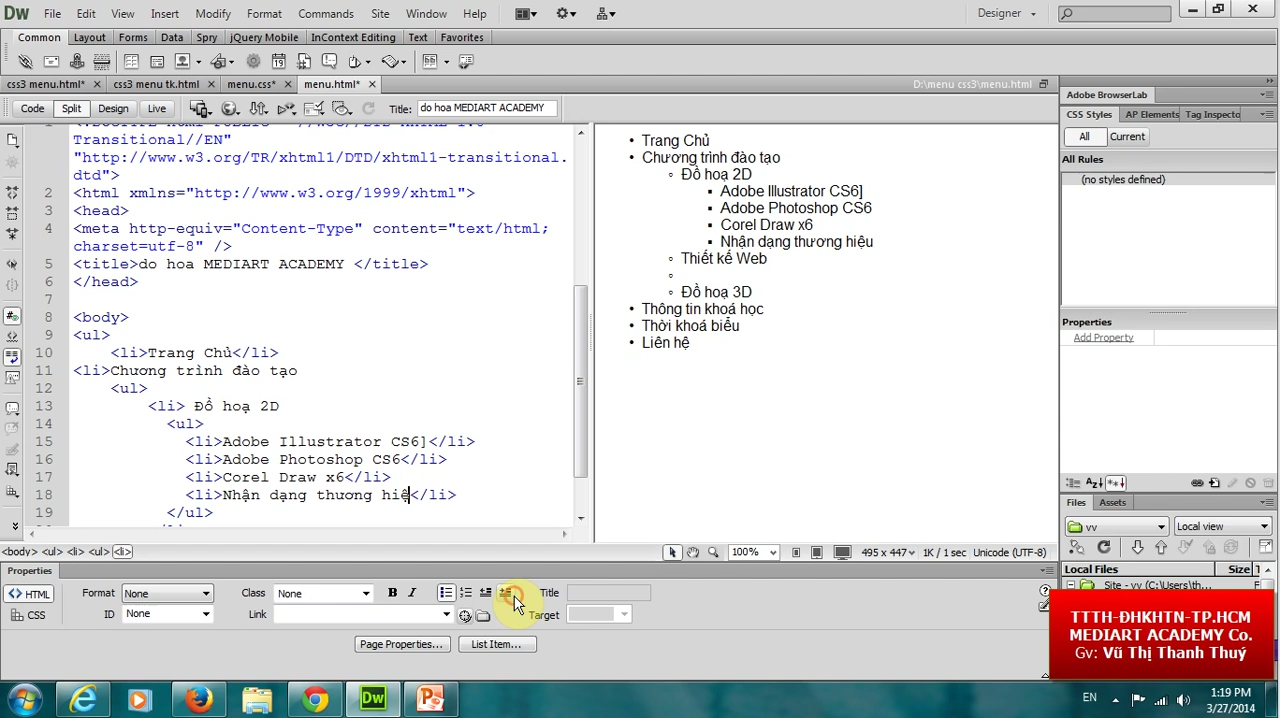 Dw File Edit View Insert Modify Format Commands Site Window Help Designer
Common Layout Forms Data Spry jQuery Mobile InContext Editing Text Favorites
css3 menu.html* css3 menu tk.html menu.css* menu.html* D:\menu css3\menu.html
Code Split Design Live Title: do hoa MEDIART ACADEMY
Transitional//EN"
"http://www.w3.org/TR/xhtml1/DTD/xhtml1-transitional.
dtd">
2 <html xmlns="http://www.w3.org/1999/xhtml">
3 <head>
4 <meta http-equiv="Content-Type" content="text/html;
charset=utf-8" />
5 <title>do hoa MEDIART ACADEMY </title>
6 </head>
7
8 <body>
9 <ul>
10 <li>Trang Chủ</li>
11 <li>Chương trình đào tạo
12 <ul>
13 <li> Đồ hoạ 2D
14 <ul>
15 <li>Adobe Illustrator CS6]</li>
16 <li>Adobe Photoshop CS6</li>
17 <li>Corel Draw x6</li>
18 <li>Nhận dạng thương hiệ</li>
19 </ul>
• Trang Chủ
• Chương trình đào tạo
◦ Đồ hoạ 2D
▪ Adobe Illustrator CS6]
▪ Adobe Photoshop CS6
▪ Corel Draw x6
▪ Nhận dạng thương hiệu
◦ Thiết kế Web
◦
◦ Đồ hoạ 3D
• Thông tin khoá học
• Thời khoá biểu
• Liên hệ
Adobe BrowserLab
CSS Styles AP Elements Tag Inspecto
All Current
All Rules
(no styles defined)
Properties
Add Property
Files Assets
vv Local view
Local Files Size
Site - vv (C:\Users\th
<body> <ul> <li> <ul> <li> 100% 495 x 447 1K / 1 sec Unicode (UTF-8)
Properties
HTML Format None Class None B I Title
CSS ID None Link Target
Page Properties... List Item...
TTTH-ĐHKHTN-TP.HCM
MEDIART ACADEMY Co.
Gv: Vũ Thị Thanh Thuý
Dw EN 1:19 PM
3/27/2014